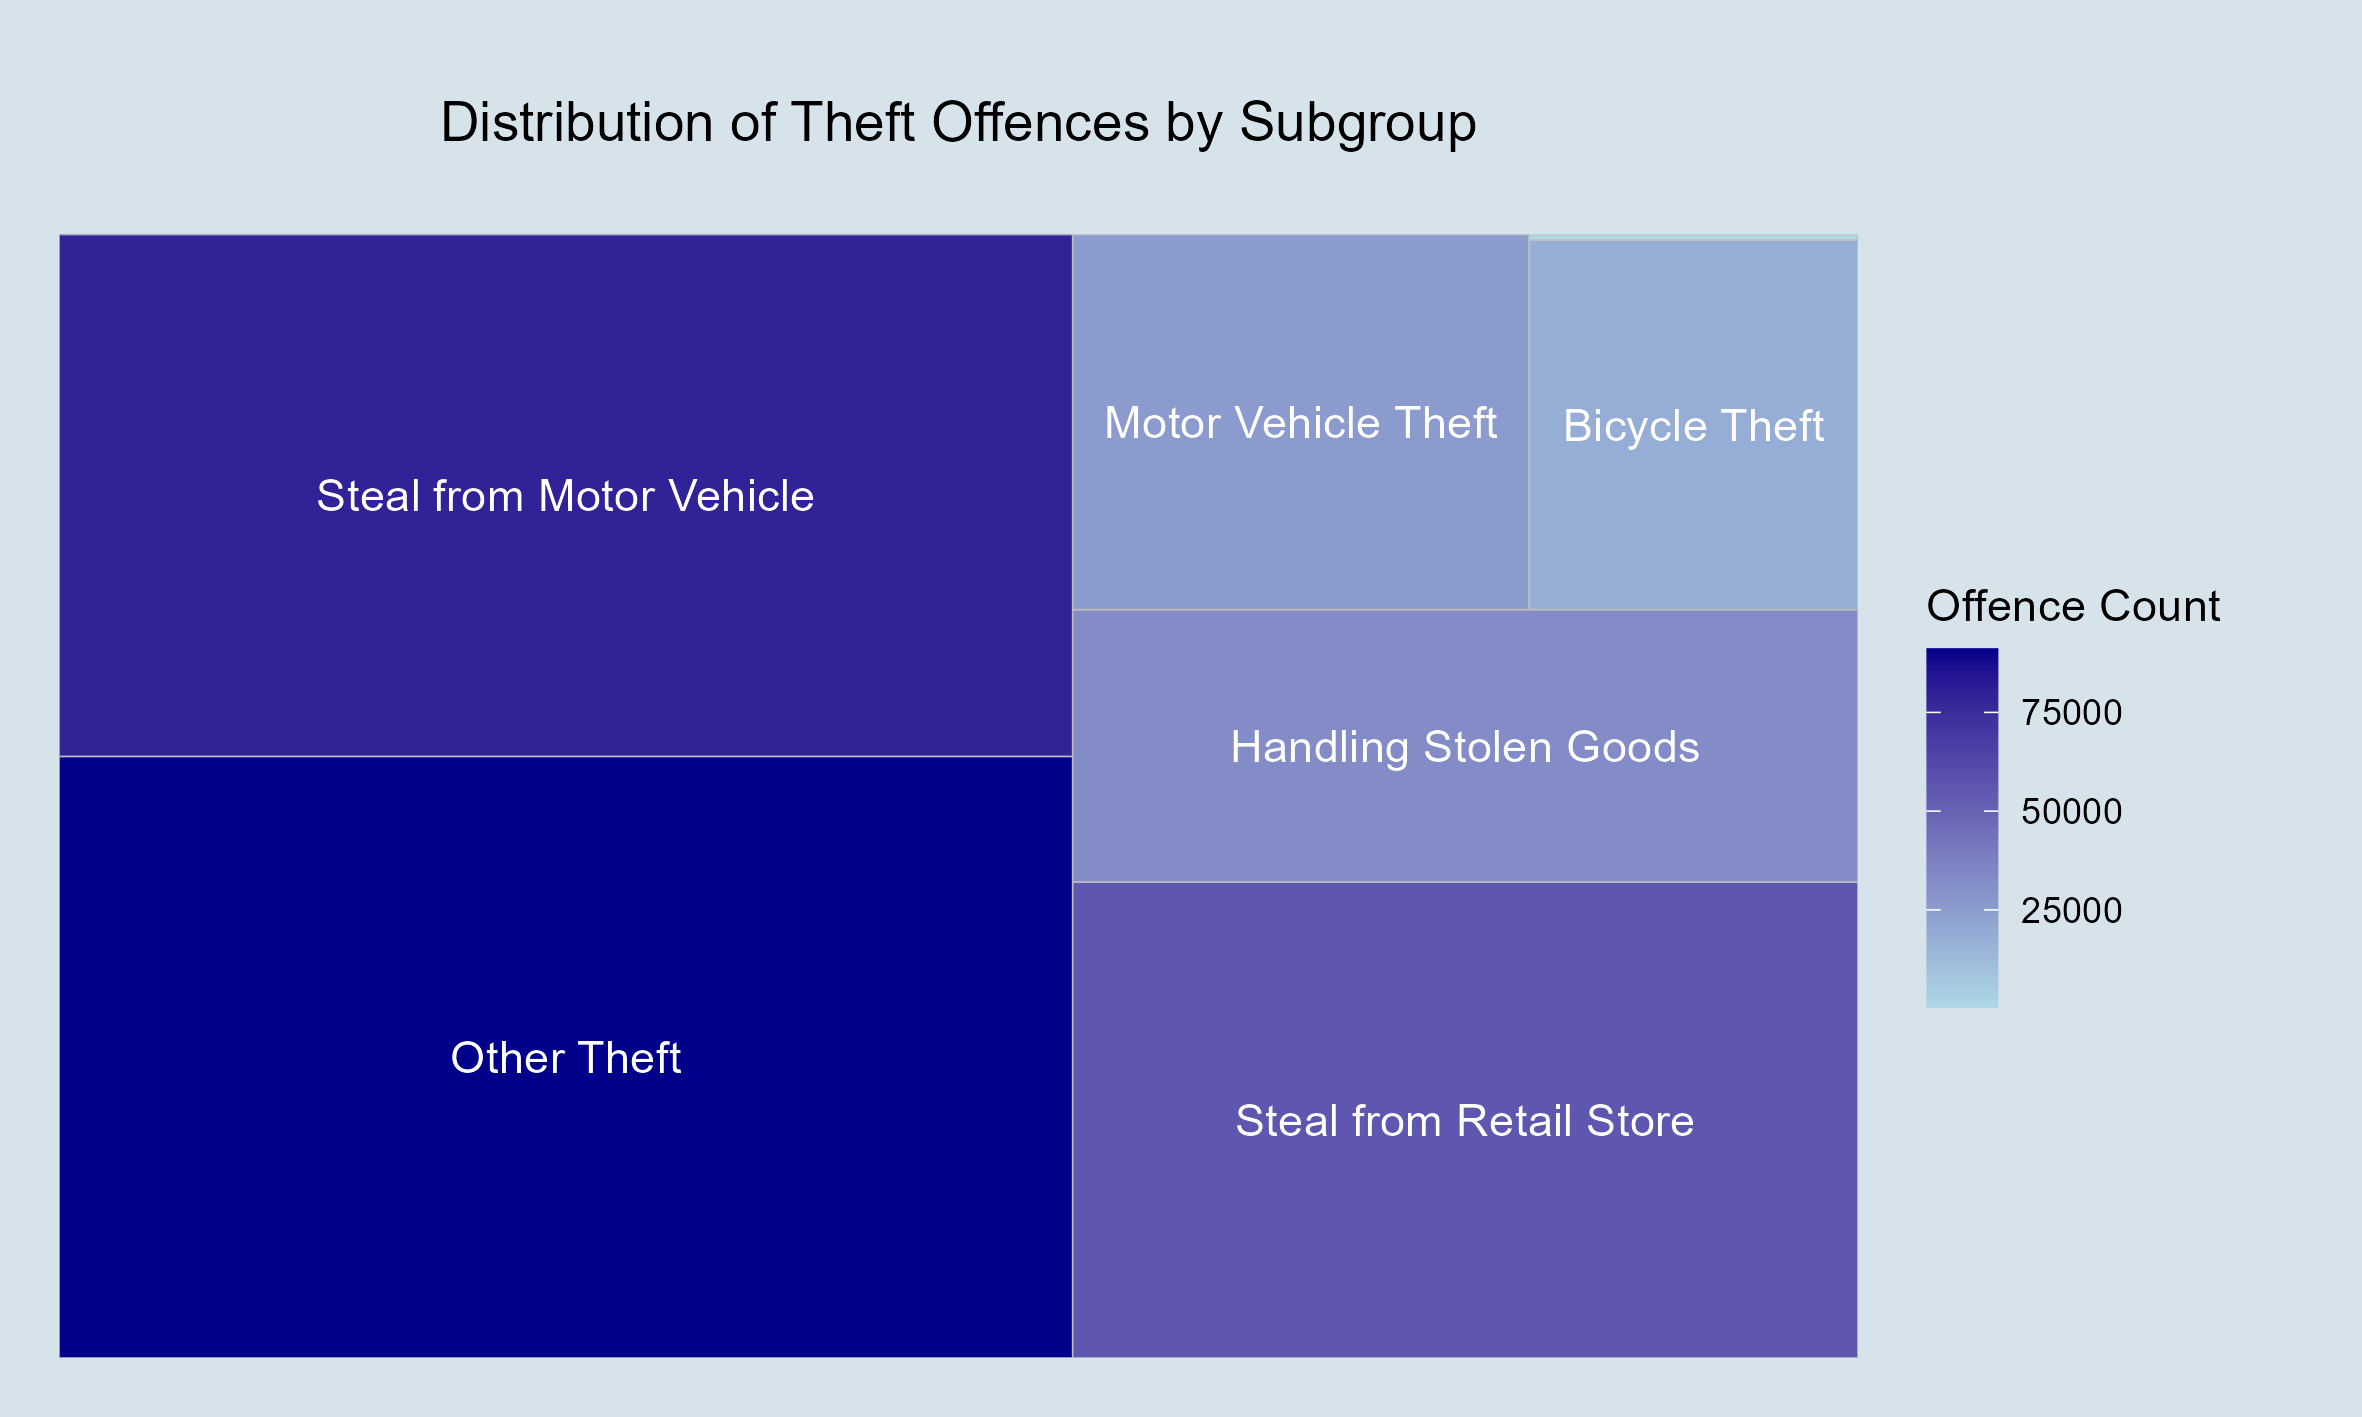 Distribution of Theft Offences by Subgroup
Steal from Motor Vehicle
Motor Vehicle Theft
Bicycle Theft
Handling Stolen Goods
Other Theft
Steal from Retail Store
Offence Count
75000
50000
25000